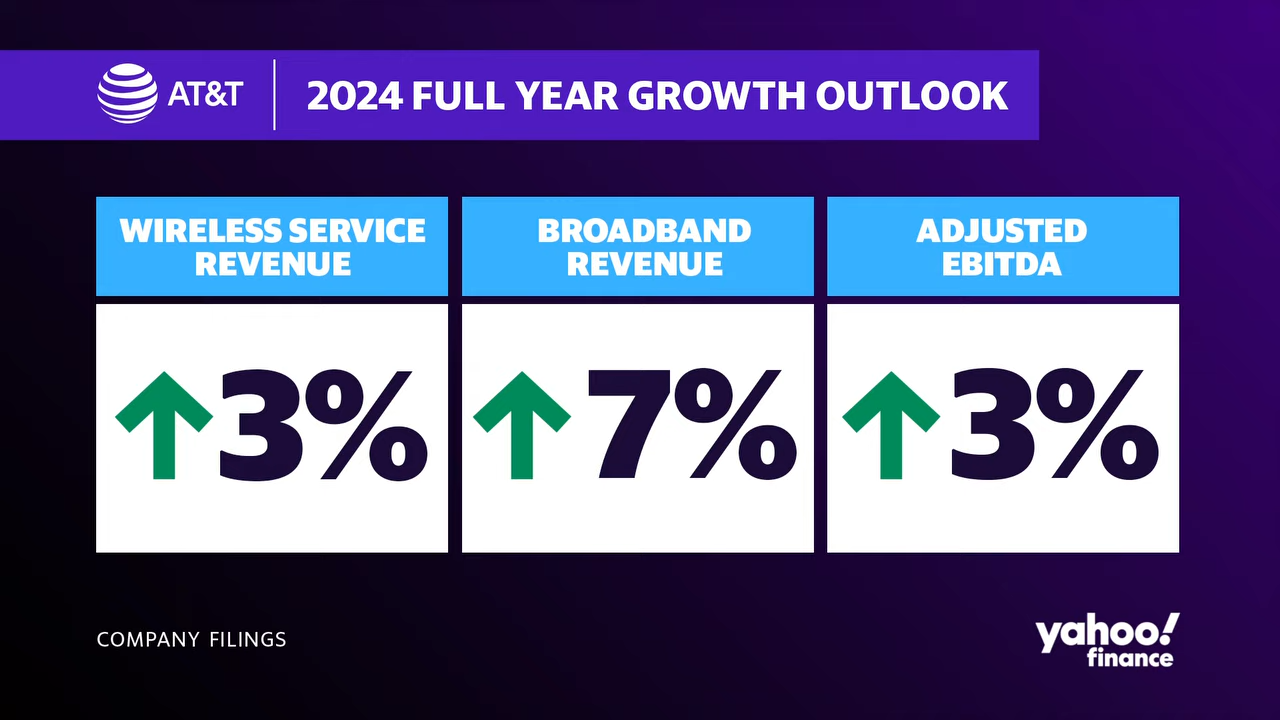 AT&T
2024 FULL YEAR GROWTH OUTLOOK
WIRELESS SERVICE
REVENUE
↑3%
BROADBAND
REVENUE
↑7%
ADJUSTED
EBITDA
↑3%
COMPANY FILINGS
yahoo!
finance